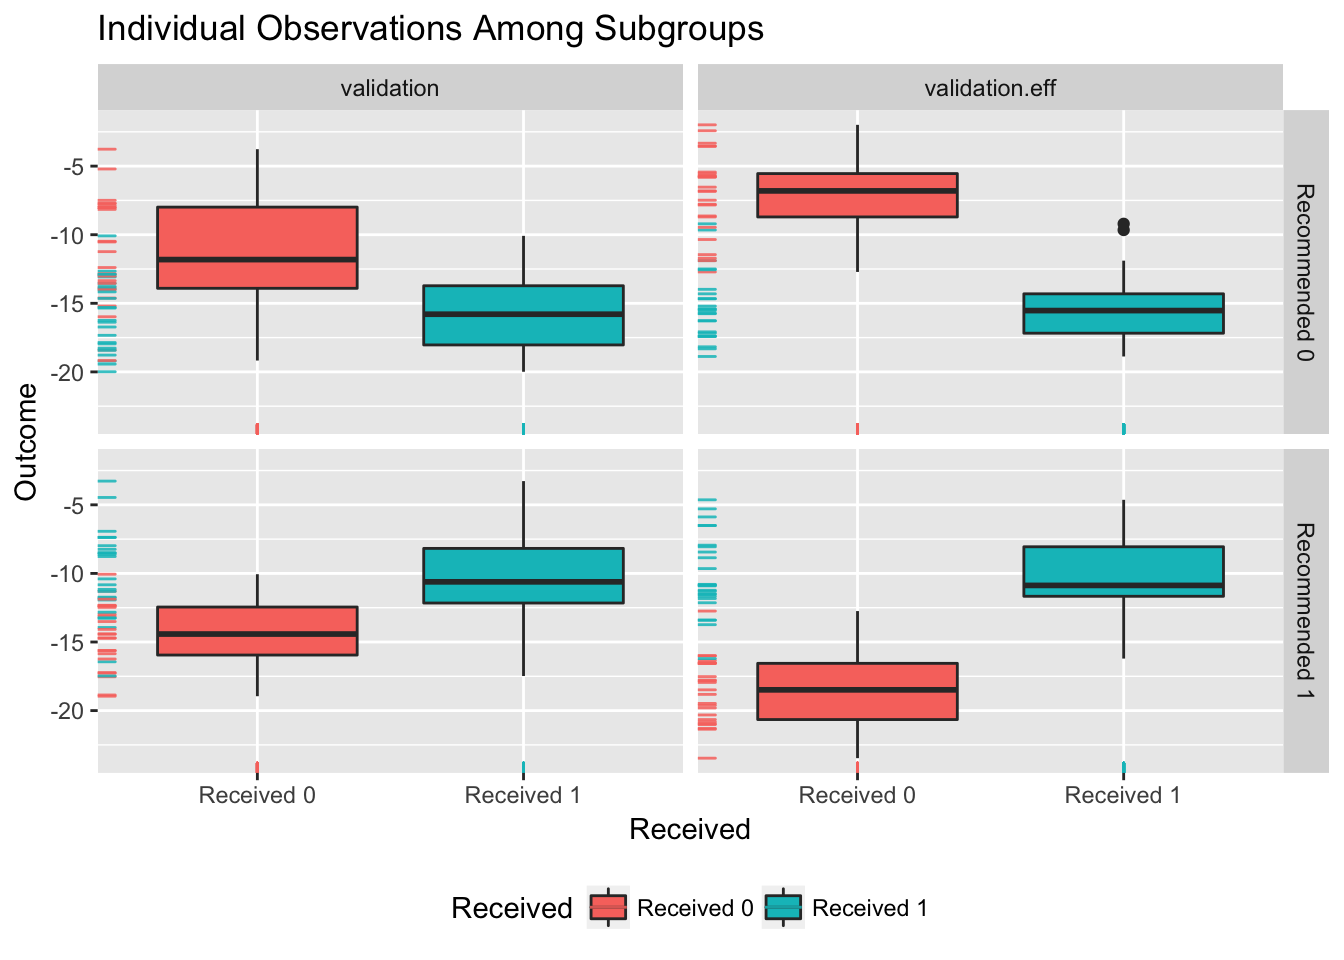 Individual Observations Among Subgroups
validation
validation.eff
-5
-10
-15
-20
Recommended 0
Outcome
-5
-10
-15
-20
Recommended 1
Received 0
Received 1
Received 0
Received 1
Received
Received
Received 0
Received 1